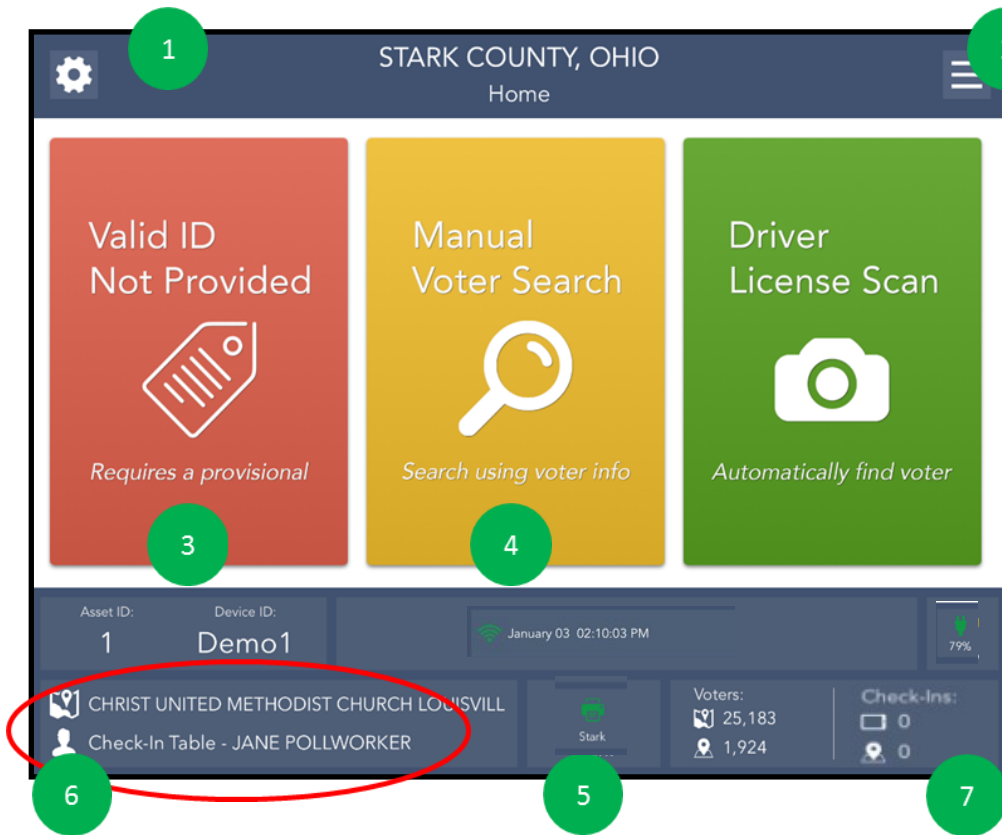 1
STARK COUNTY, OHIO
Home
Valid ID
Not Provided
Requires a provisional
Manual
Voter Search
Search using voter info
Driver
License Scan
Automatically find voter
3
4
Asset ID:
1
Device ID:
Demo1
January 03 02:10:03 PM
79%
CHRIST UNITED METHODIST CHURCH LOUISVILL
Check-In Table - JANE POLLWORKER
Stark
Voters:
25,183
1,924
Check-Ins:
0
0
6
5
7